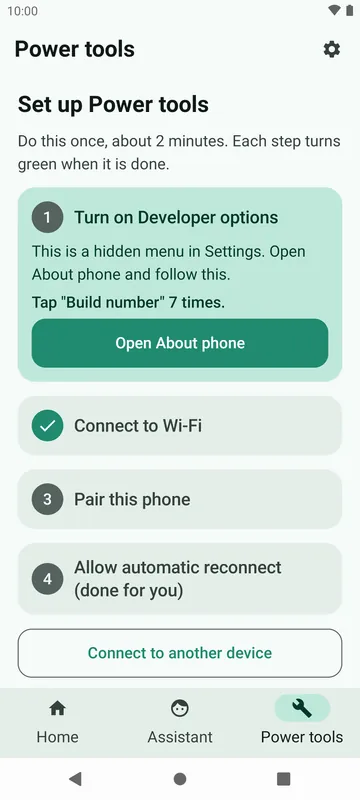 10:00
Power tools
Set up Power tools
Do this once, about 2 minutes. Each step turns
green when it is done.
1
Turn on Developer options
This is a hidden menu in Settings. Open
About phone and follow this.
Tap "Build number" 7 times.
Open About phone
Connect to Wi-Fi
3
Pair this phone
4
Allow automatic reconnect
(done for you)
Connect to another device
Home
Assistant
Power tools